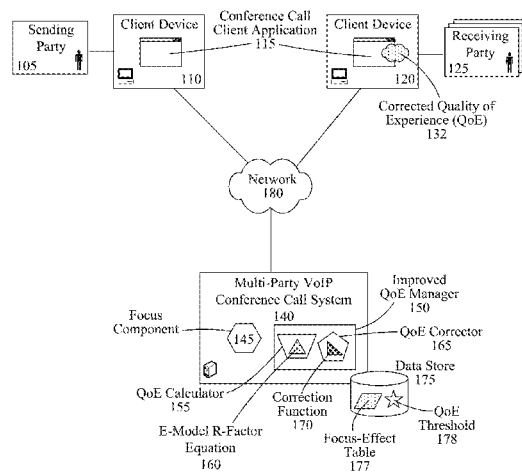 Sending
Party
105
Client Device
110
Conference Call
Client Application
115
Client Device
120
Receiving
Party
125
Corrected Quality of
Experience (QoE)
132
Network
180
Multi-Party VoIP
Conference Call System
140
Improved
QoE Manager
150
Focus
Component
145
QoE Corrector
165
Data Store
175
QoE Calculator
155
Correction
Function
170
E-Model R-Factor
Equation
160
QoE
Threshold
178
Focus-Effect
Table
177